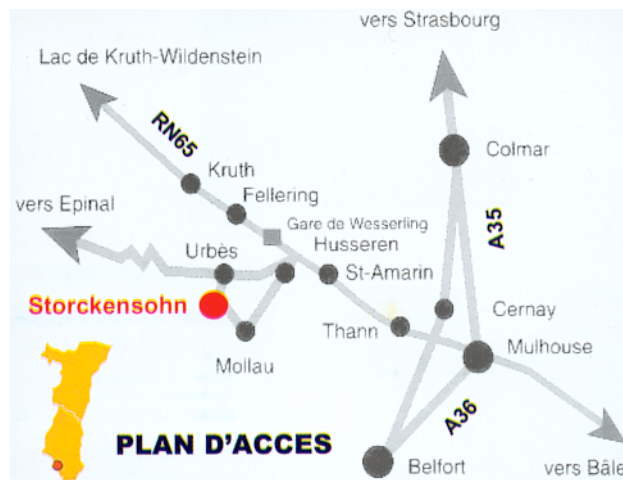 vers Strasbourg
Lac de Kruth-Wildenstein
RN65
Colmar
Kruth
Fellering
vers Epinal
Gare de Wesserling
Husseren
A35
Urbès
St-Amarin
Storckensohn
Cernay
Thann
Mulhouse
Mollau
A36
PLAN D'ACCES
Belfort
vers Bâle